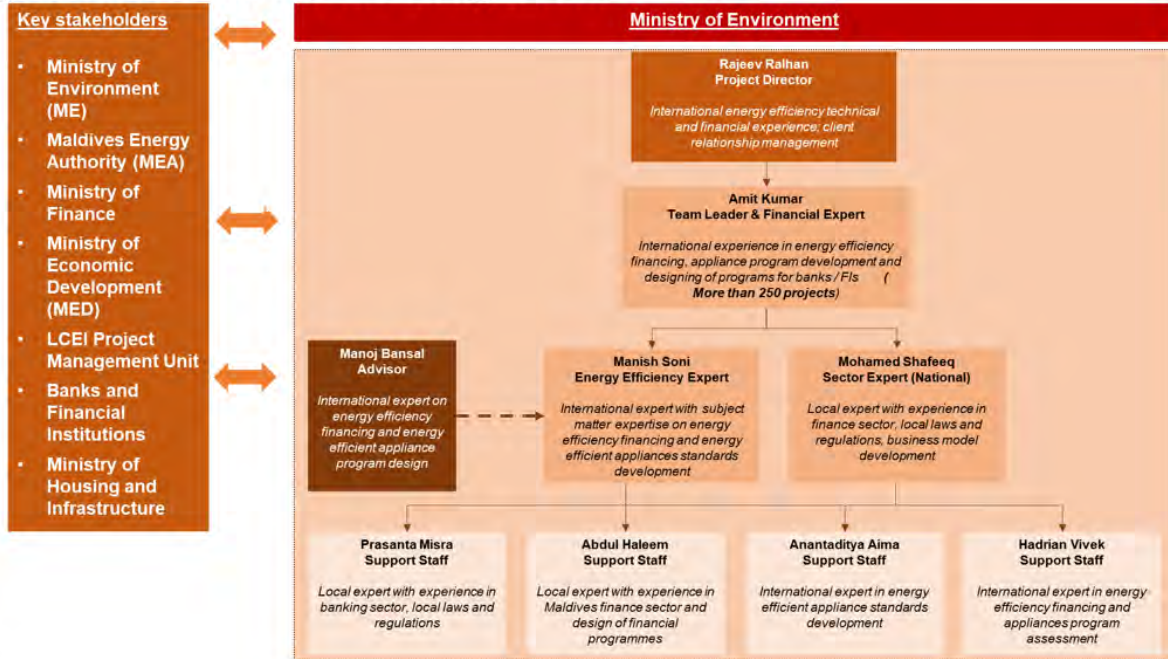 Key stakeholders
• Ministry of
Environment
(ME)
• Maldives Energy
Authority (MEA)
• Ministry of
Finance
• Ministry of
Economic
Development
(MED)
• LCEI Project
Management Unit
• Banks and
Financial
Institutions
• Ministry of
Housing and
Infrastructure
Ministry of Environment
Rajeev Ralhan
Project Director
International energy efficiency technical
and financial experience; client
relationship management
Amit Kumar
Team Leader & Financial Expert
International experience in energy efficiency
financing, appliance program development and
designing of programs for banks / FIs (
More than 250 projects)
Manoj Bansal
Advisor
International expert on
energy efficiency
financing and energy
efficient appliance
program design
Manish Soni
Energy Efficiency Expert
International expert with subject
matter expertise on energy
efficiency financing and energy
efficient appliances standards
development
Mohamed Shafeeq
Sector Expert (National)
Local expert with experience in
finance sector, local laws and
regulations, business model
development
Prasanta Misra
Support Staff
Local expert with experience in
banking sector, local laws and
regulations
Abdul Haleem
Support Staff
Local expert with experience in
Maldives finance sector and
design of financial
programmes
Anantaditya Aima
Support Staff
International expert in energy
efficient appliance standards
development
Hadrian Vivek
Support Staff
International expert in energy
efficiency financing and
appliances program
assessment